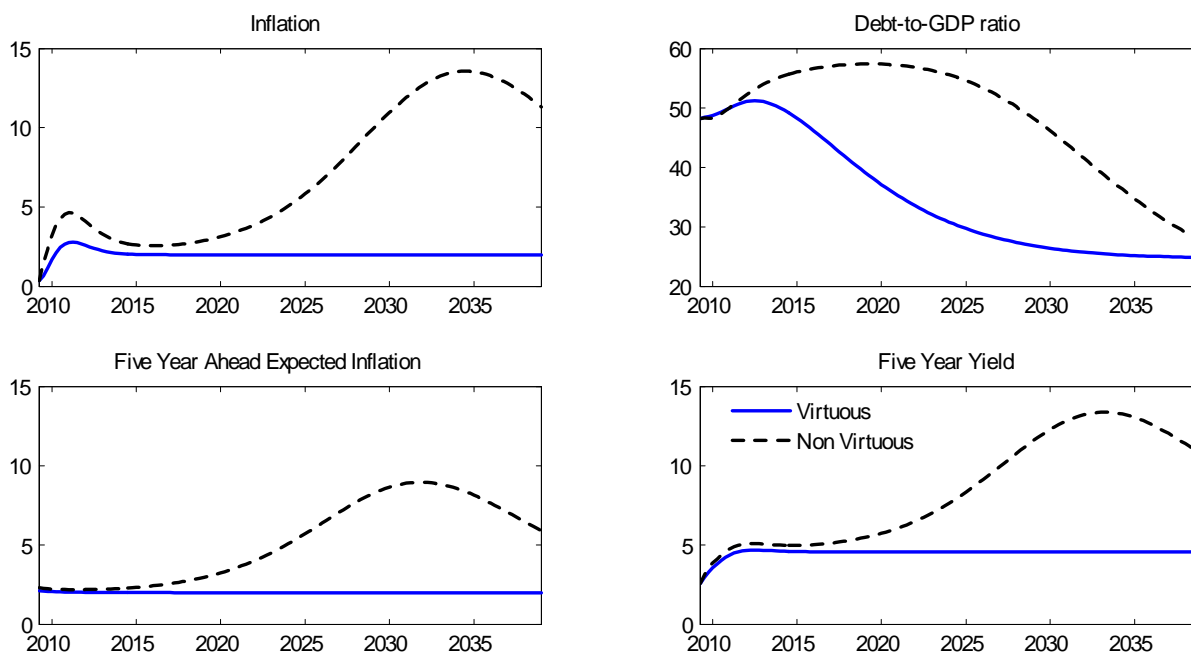 Inflation
15
10
5
0
2010 2015 2020 2025 2030 2035
Debt-to-GDP ratio
60
50
40
30
20
2010 2015 2020 2025 2030 2035
Five Year Ahead Expected Inflation
15
10
5
0
2010 2015 2020 2025 2030 2035
Five Year Yield
15
10
5
0
2010 2015 2020 2025 2030 2035
Virtuous
Non Virtuous